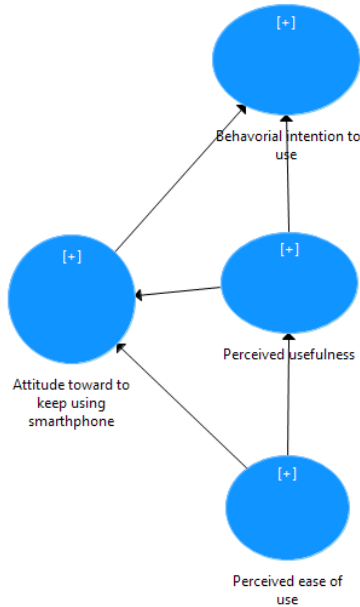 [+]
Behavorial intention to
use
[+]
Perceived usefulness
[+]
Attitude toward to
keep using
smarthphone
[+]
Perceived ease of
use